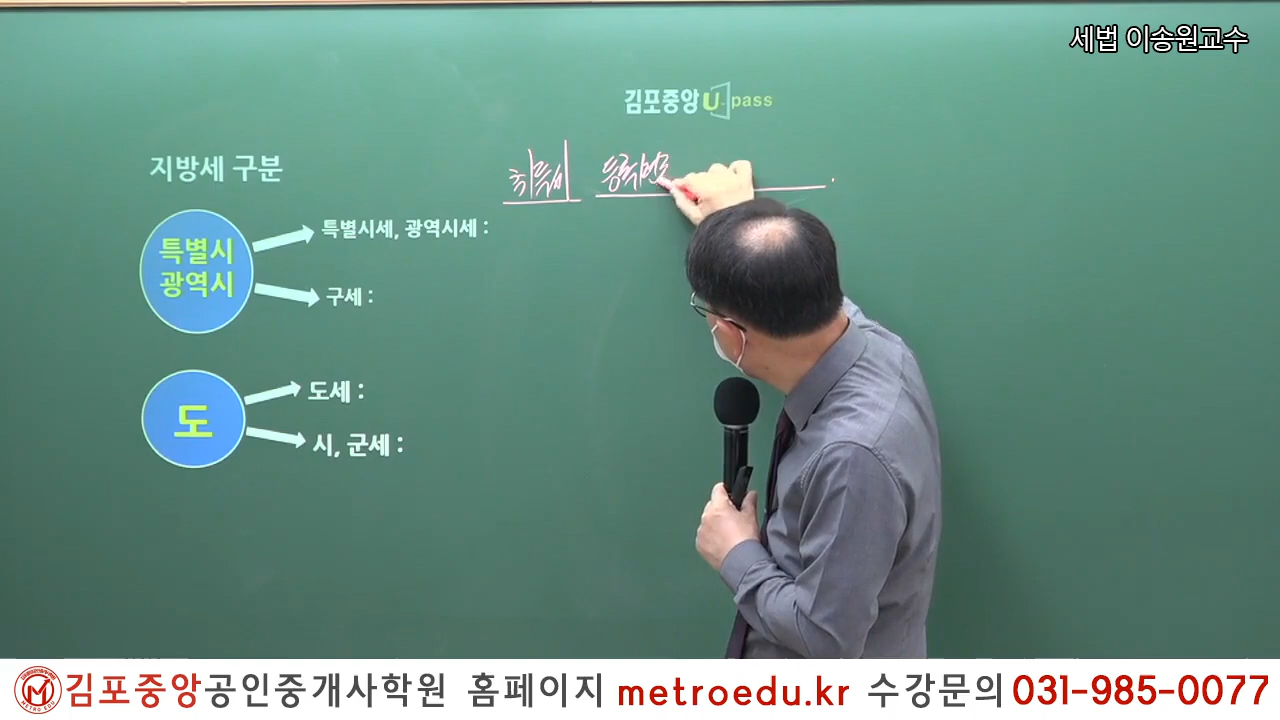 세법 이송원교수
김포중앙 U-pass
지방세 구분
취득세 등록면
특별시
광역시
특별시세, 광역시세 :
구세 :
도
도세 :
시, 군세 :
METRO EDU
김포중앙공인중개사학원 홈페이지 metroedu.kr 수강문의 031-985-0077